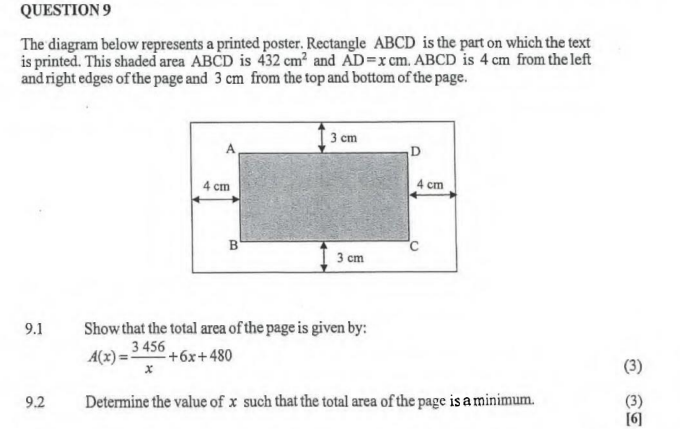 QUESTION 9
The diagram below represents a printed poster. Rectangle ABCD is the part on which the text
is printed. This shaded area ABCD is 432 cm² and AD=x cm. ABCD is 4 cm from the left
and right edges of the page and 3 cm from the top and bottom of the page.
3 cm
A D
4 cm 4 cm
B C
3 cm
9.1 Show that the total area of the page is given by:
A(x) = 3 456/x + 6x + 480
(3)
9.2 Determine the value of x such that the total area of the page is a minimum. (3)
[6]